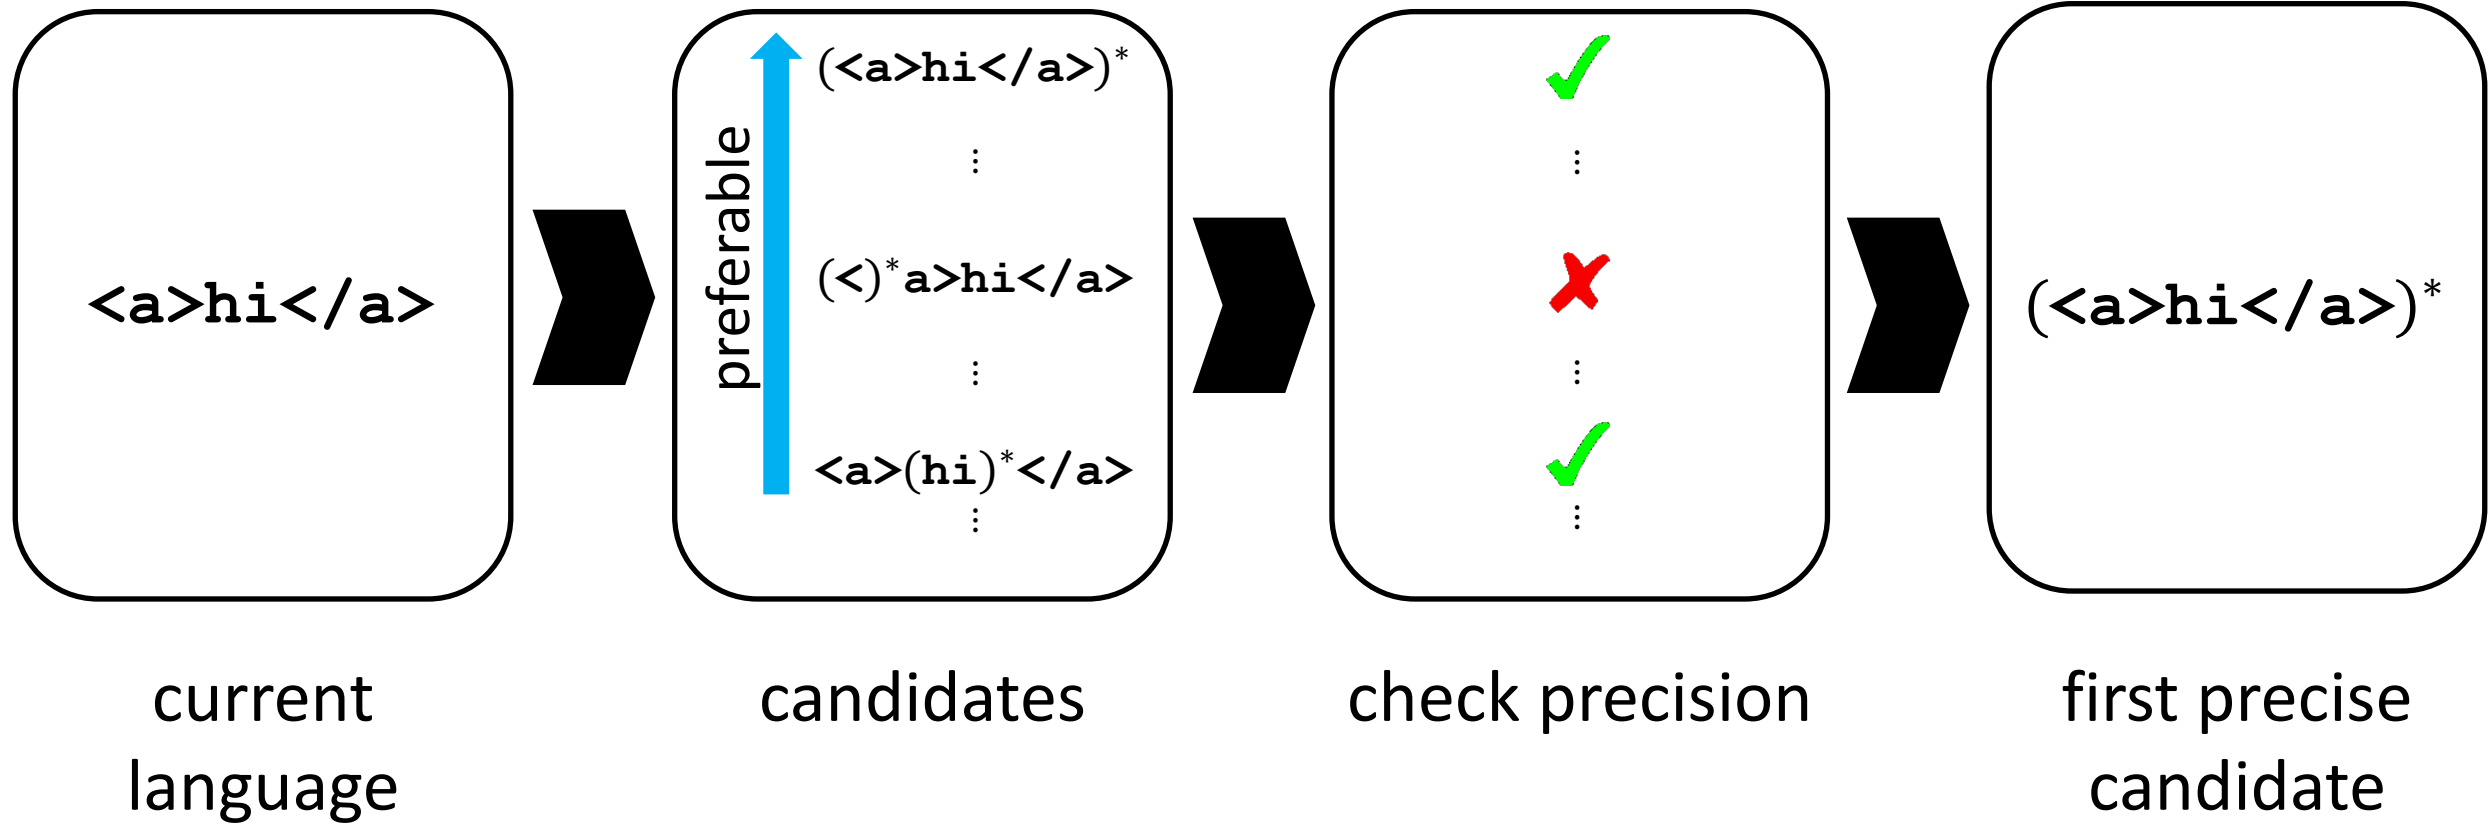 <a>hi</a>
preferable
(<a>hi</a>)*
⋮
(<)*a>hi</a>
⋮
<a>(hi)*</a>
⋮
⋮
⋮
⋮
(<a>hi</a>)*
current
language
candidates
check precision
first precise
candidate